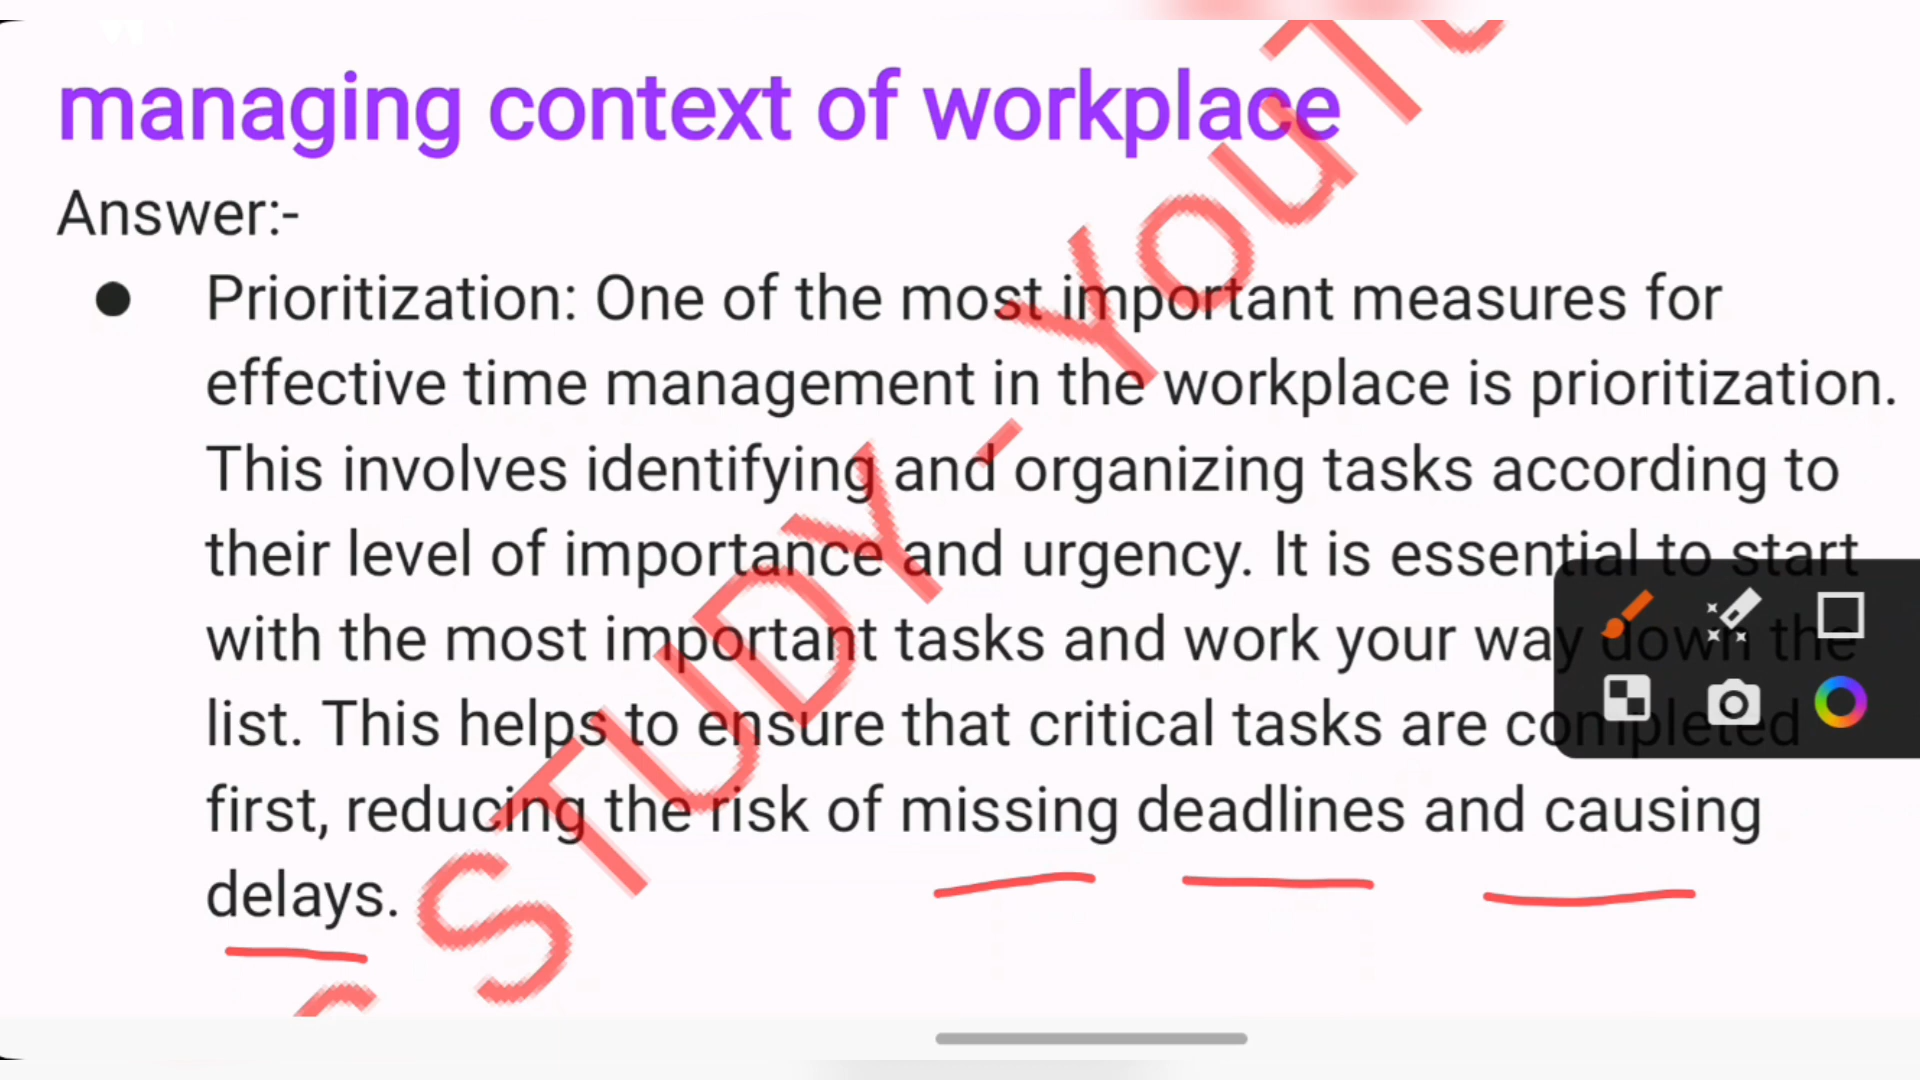 managing context of workplace
Answer:-
● Prioritization: One of the most important measures for
effective time management in the workplace is prioritization.
This involves identifying and organizing tasks according to
their level of importance and urgency. It is essential to start
with the most important tasks and work your way down the
list. This helps to ensure that critical tasks are completed
first, reducing the risk of missing deadlines and causing
delays.
STUDY - YouTu